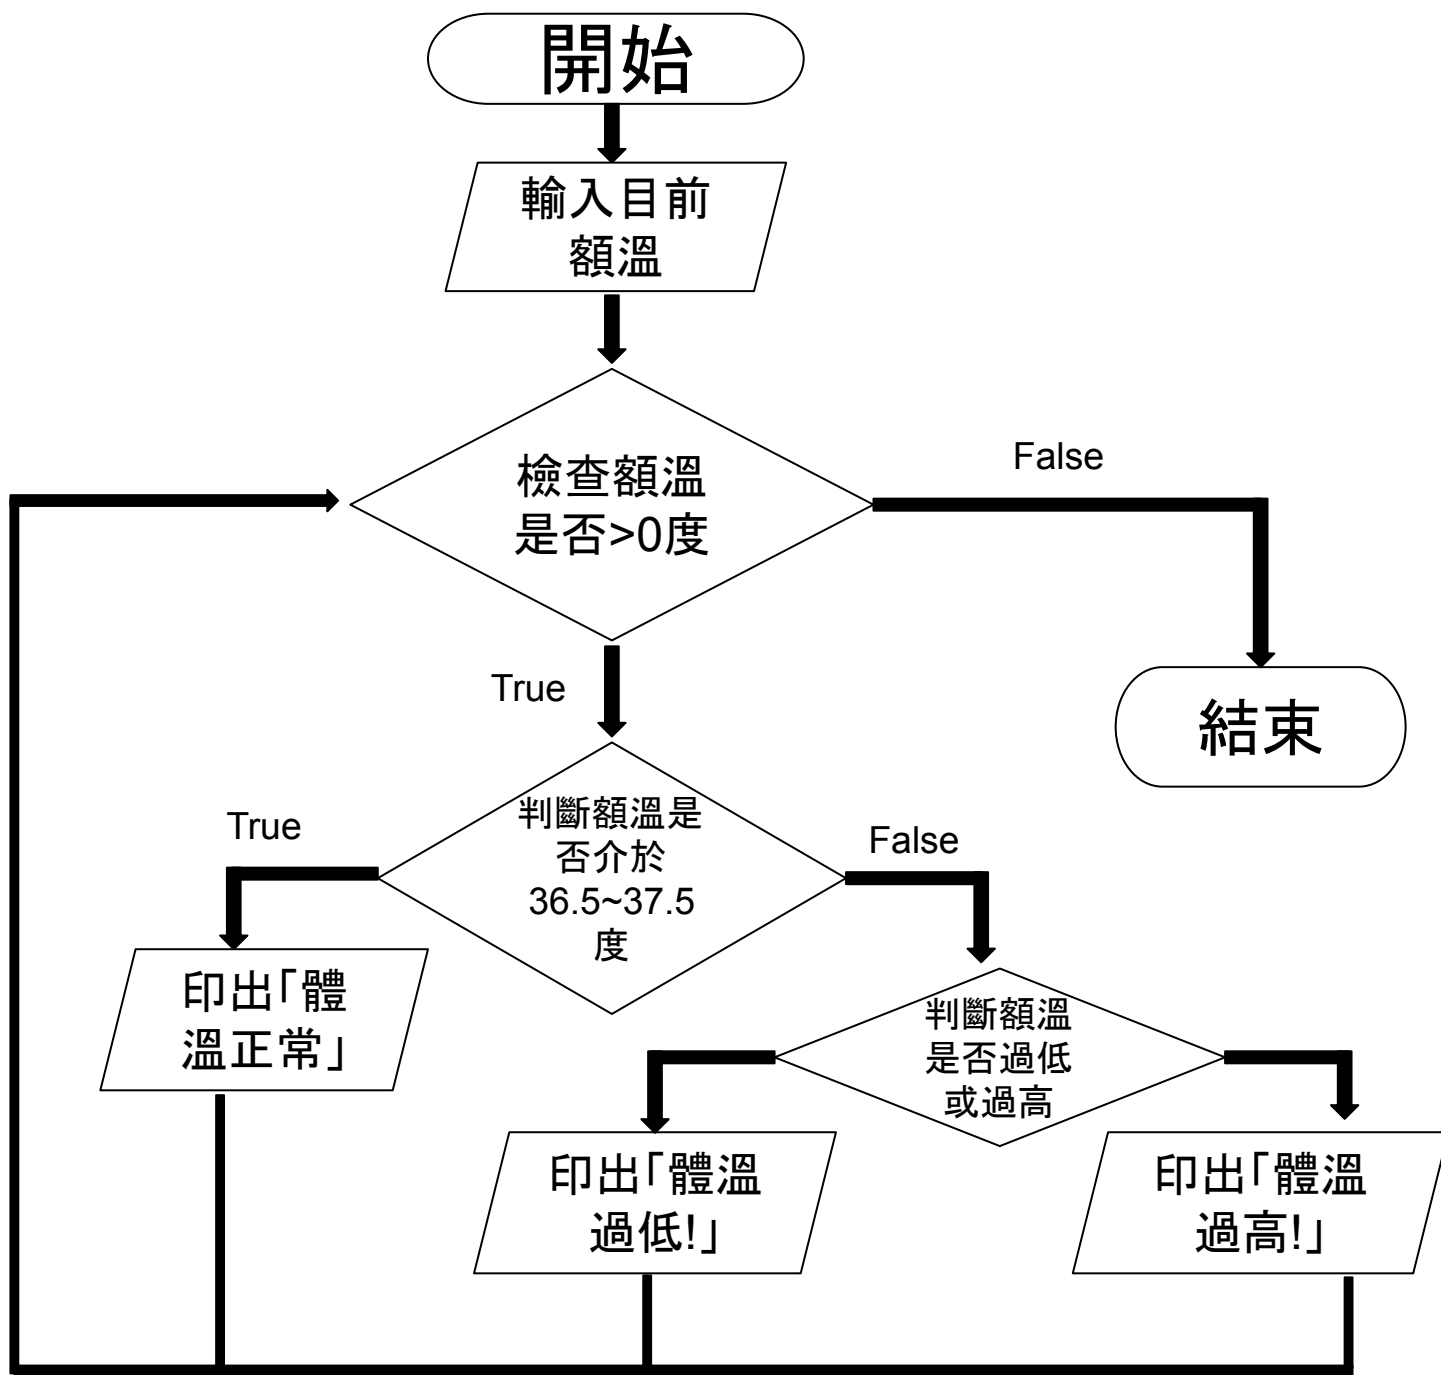 開始
輸入目前
額溫
檢查額溫
是否>0度
False
True
結束
判斷額溫是
否介於
36.5~37.5
度
True
False
印出「體
溫正常」
判斷額溫
是否過低
或過高
印出「體溫
過低!」
印出「體溫
過高!」